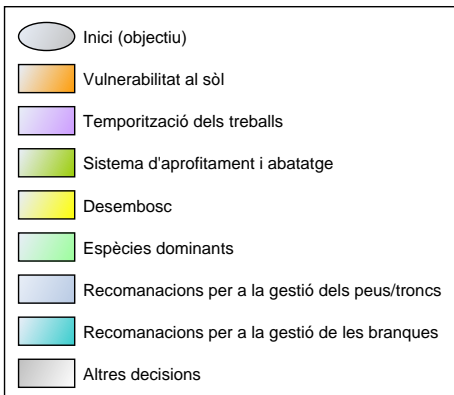 Inici (objectiu)
Vulnerabilitat al sòl
Temporització dels treballs
Sistema d'aprofitament i abatatge
Desembosc
Espècies dominants
Recomanacions per a la gestió dels peus/troncs
Recomanacions per a la gestió de les branques
Altres decisions